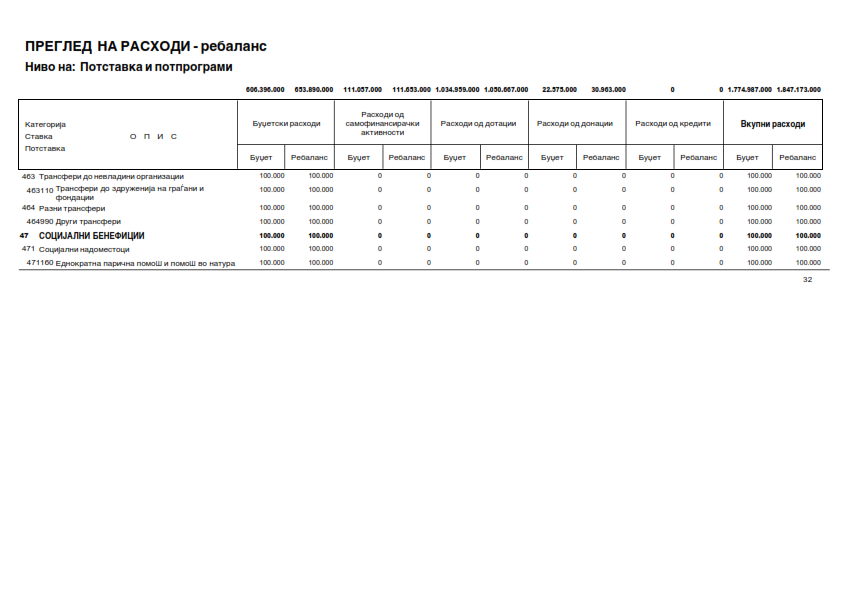 ПРЕГЛЕД НА РАСХОДИ - ребаланс
Ниво на: Потставка и потпрограми
606.396.000 653.890.000 111.057.000 111.653.000 1.034.959.000 1.050.667.000 22.575.000 30.963.000 0 0 1.774.987.000 1.847.173.000
Категорија
Ставка О П И С
Потставка
Буџетски расходи
Расходи од
самофинансирачки
активности
Расходи од дотации
Расходи од донации
Расходи од кредити
Вкупни расходи
Буџет Ребаланс Буџет Ребаланс Буџет Ребаланс Буџет Ребаланс Буџет Ребаланс Буџет Ребаланс
463 Трансфери до невладини организации 100.000 100.000 0 0 0 0 0 0 0 0 100.000 100.000
463110 Трансфери до здруженија на граѓани и 100.000 100.000 0 0 0 0 0 0 0 0 100.000 100.000
фондации
464 Разни трансфери 100.000 100.000 0 0 0 0 0 0 0 0 100.000 100.000
464990 Други трансфери 100.000 100.000 0 0 0 0 0 0 0 0 100.000 100.000
47 СОЦИЈАЛНИ БЕНЕФИЦИИ 100.000 100.000 0 0 0 0 0 0 0 0 100.000 100.000
471 Социјални надоместоци 100.000 100.000 0 0 0 0 0 0 0 0 100.000 100.000
471160 Еднократна парична помоШ и помоШ во натура 100.000 100.000 0 0 0 0 0 0 0 0 100.000 100.000
32